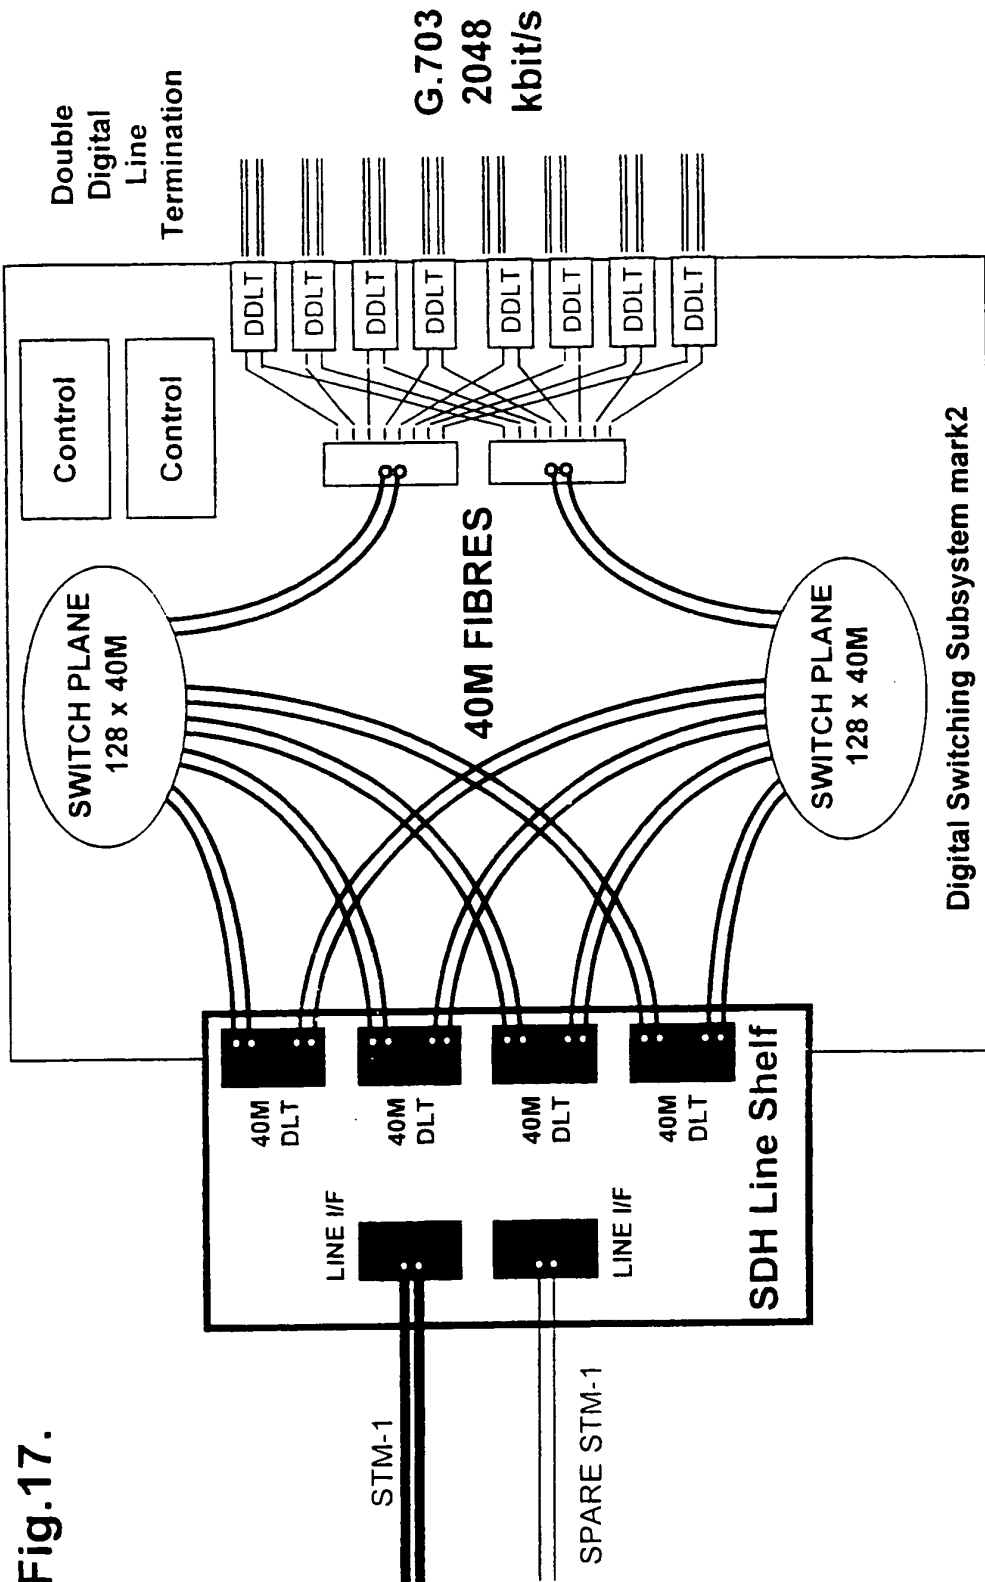 Fig.17.
Double
Digital
Line
Termination
G.703
2048
kbit/s
Control
Control
DDLT
DDLT
DDLT
DDLT
DDLT
DDLT
DDLT
DDLT
SWITCH PLANE
128 x 40M
40M FIBRES
SWITCH PLANE
128 x 40M
Digital Switching Subsystem mark2
40M
DLT
40M
DLT
40M
DLT
40M
DLT
LINE I/F
LINE I/F
SDH Line Shelf
STM-1
SPARE STM-1